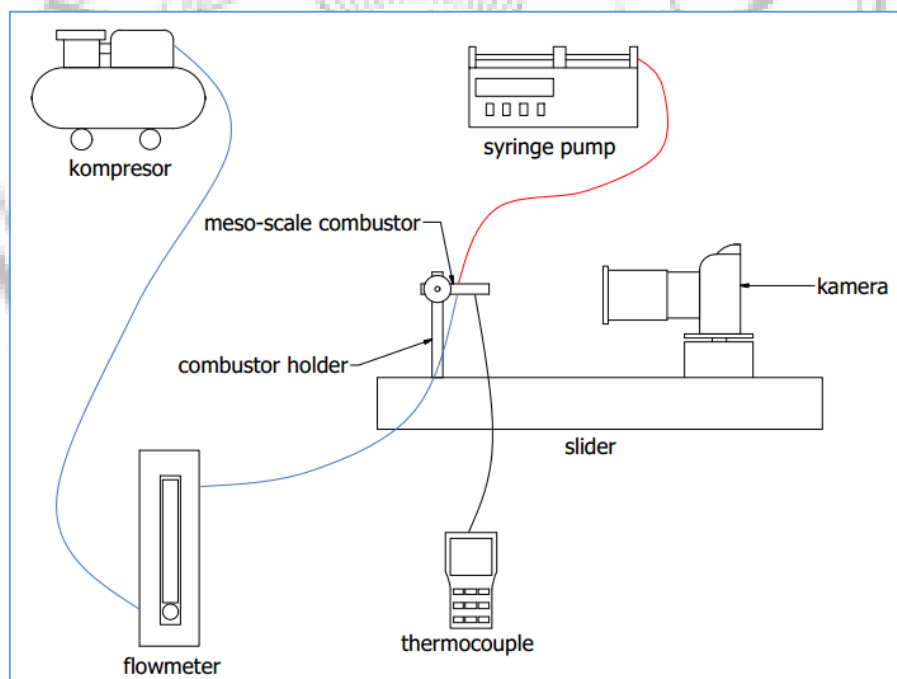 kompresor
syringe pump
meso-scale combustor
kamera
combustor holder
slider
thermocouple
flowmeter